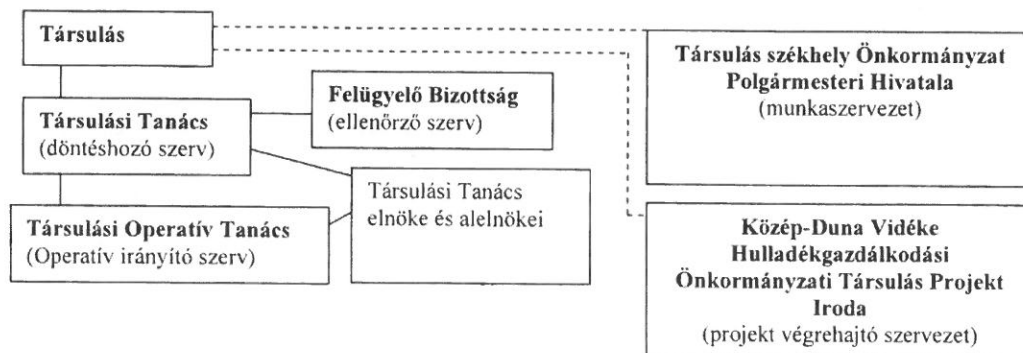 Társulás
Társulási Tanács
(döntéshozó szerv)
Felügyelő Bizottság
(ellenőrző szerv)
Társulási Tanács
elnöke és alelnökei
Társulási Operatív Tanács
(Operatív irányító szerv)
Társulás székhely Önkormányzat
Polgármesteri Hivatala
(munkaszervezet)
Közép-Duna Vidéke
Hulladékgazdálkodási
Önkormányzati Társulás Projekt
Iroda
(projekt végrehajtó szervezet)